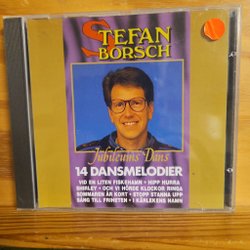 STEFAN
BORSCH
Jubileums Dans
14 DANSMELODIER
VID EN LITEN FISKEHAMN • HIPP HURRA
SHIRLEY • OCH VI HÖRDE KLOCKOR RINGA
SOMMAREN ÄR KORT • STOPP STANNA UPP
SÅNG TILL FRIHETEN • I KÄRLEKENS NAMN